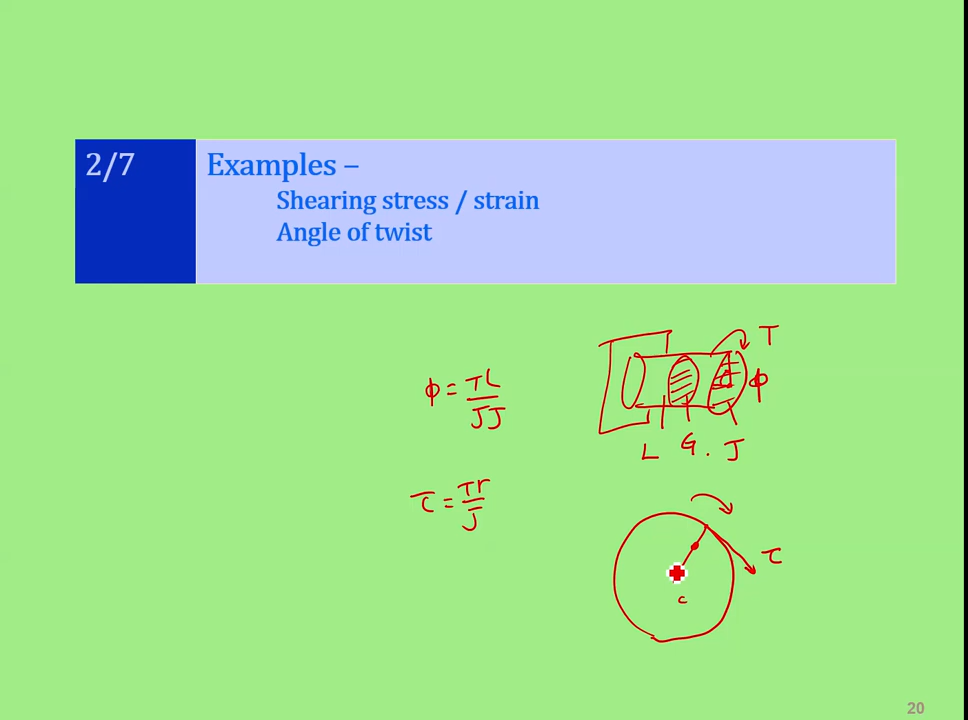 2/7
Examples –
Shearing stress / strain
Angle of twist
T
ϕ = TL
JJ
ϕ
L G . J
τ = Tr
J
τ
c
20